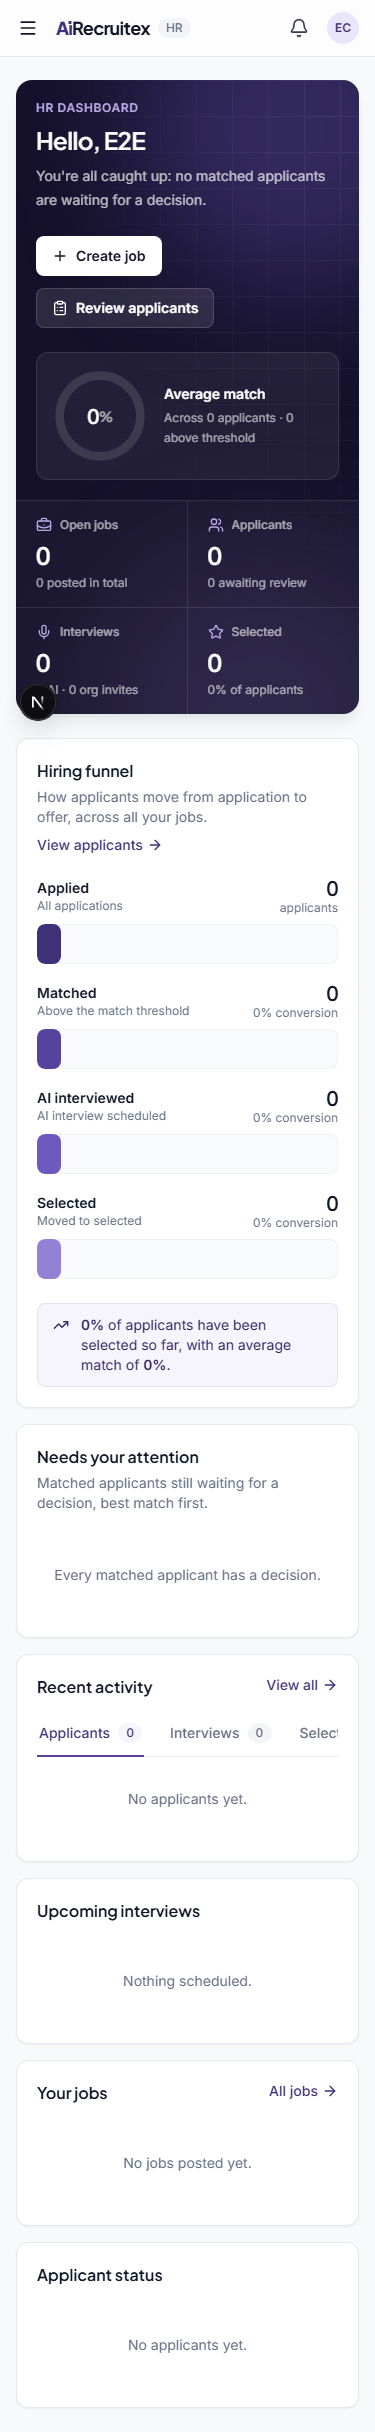 AiRecruitex HR EC
HR DASHBOARD
Hello, E2E
You're all caught up: no matched applicants
are waiting for a decision.
Create job
Review applicants
0%
Average match
Across 0 applicants · 0
above threshold
Open jobs
0
0 posted in total
Applicants
0
0 awaiting review
Interviews
0
AI · 0 org invites
Selected
0
0% of applicants
N
Hiring funnel
How applicants move from application to
offer, across all your jobs.
View applicants →
Applied 0
All applications applicants
Matched 0
Above the match threshold 0% conversion
AI interviewed 0
AI interview scheduled 0% conversion
Selected 0
Moved to selected 0% conversion
0% of applicants have been
selected so far, with an average
match of 0%.
Needs your attention
Matched applicants still waiting for a
decision, best match first.
Every matched applicant has a decision.
Recent activity View all →
Applicants 0 Interviews 0 Select
No applicants yet.
Upcoming interviews
Nothing scheduled.
Your jobs All jobs →
No jobs posted yet.
Applicant status
No applicants yet.